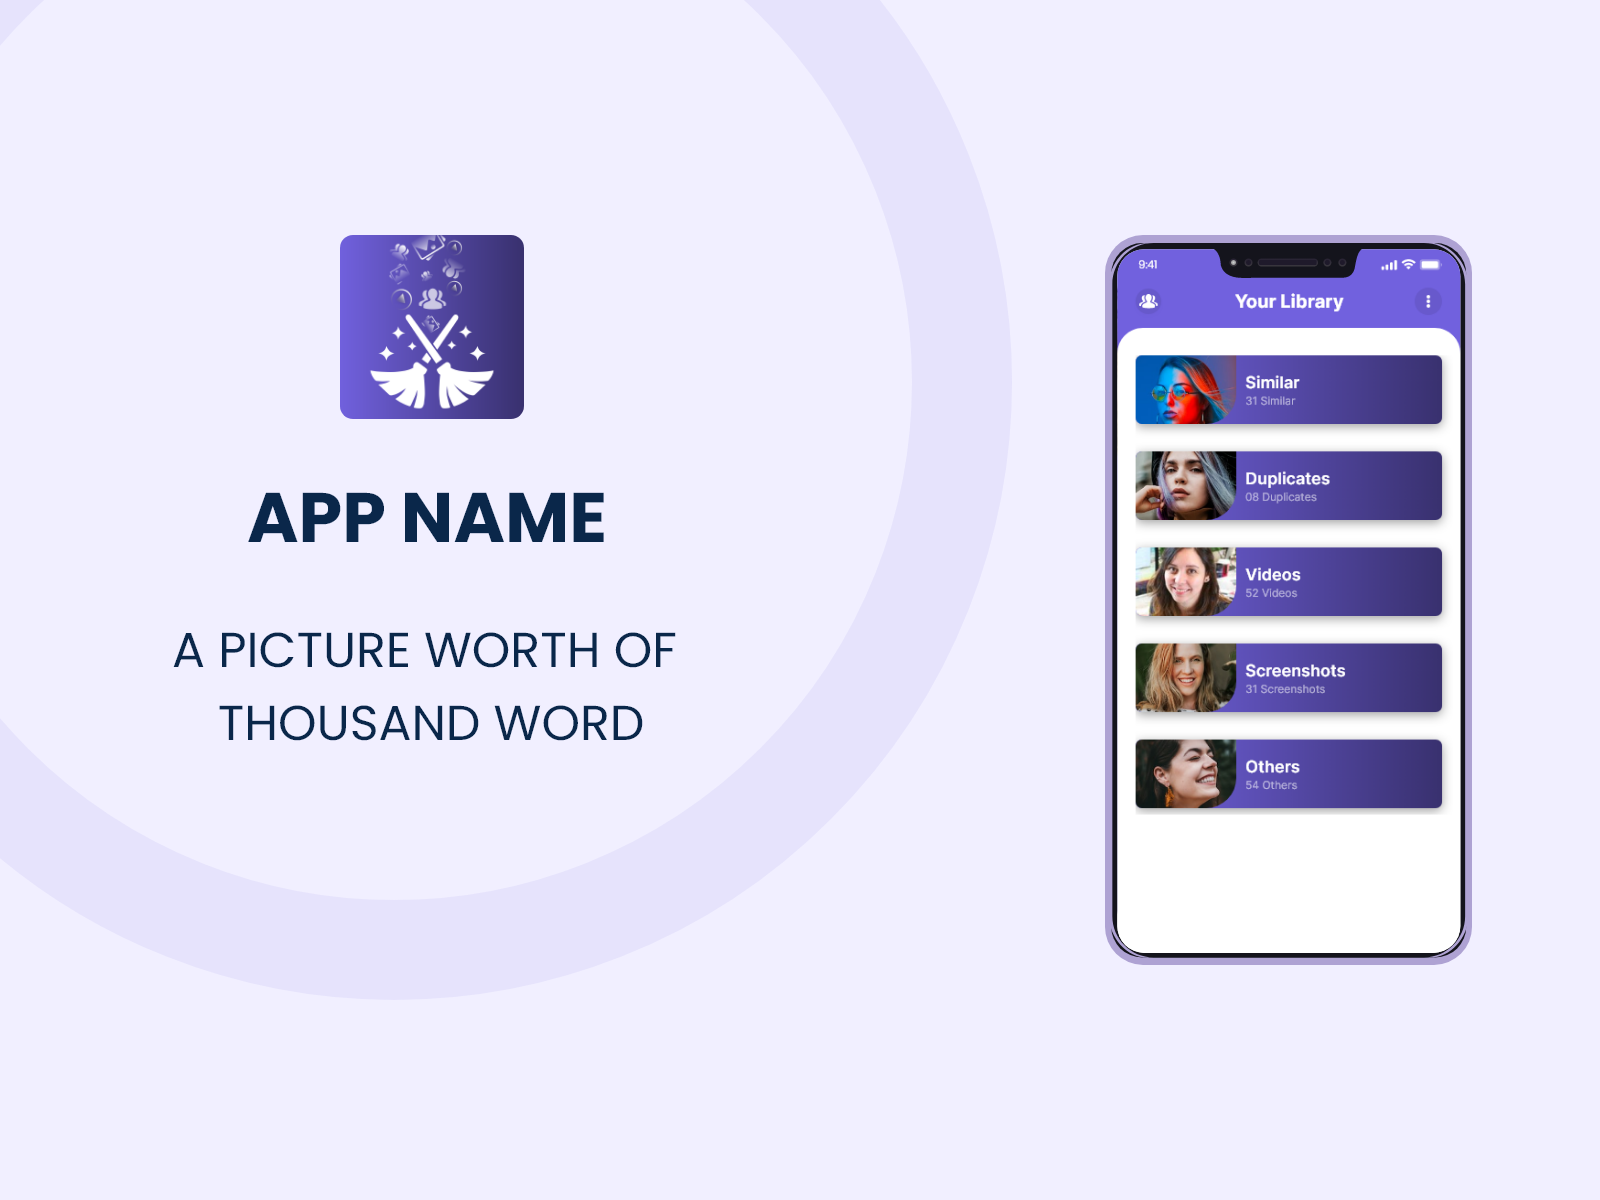 APP NAME
A PICTURE WORTH OF
THOUSAND WORD
9:41
Your Library
Similar
31 Similar
Duplicates
08 Duplicates
Videos
52 Videos
Screenshots
31 Screenshots
Others
54 Others